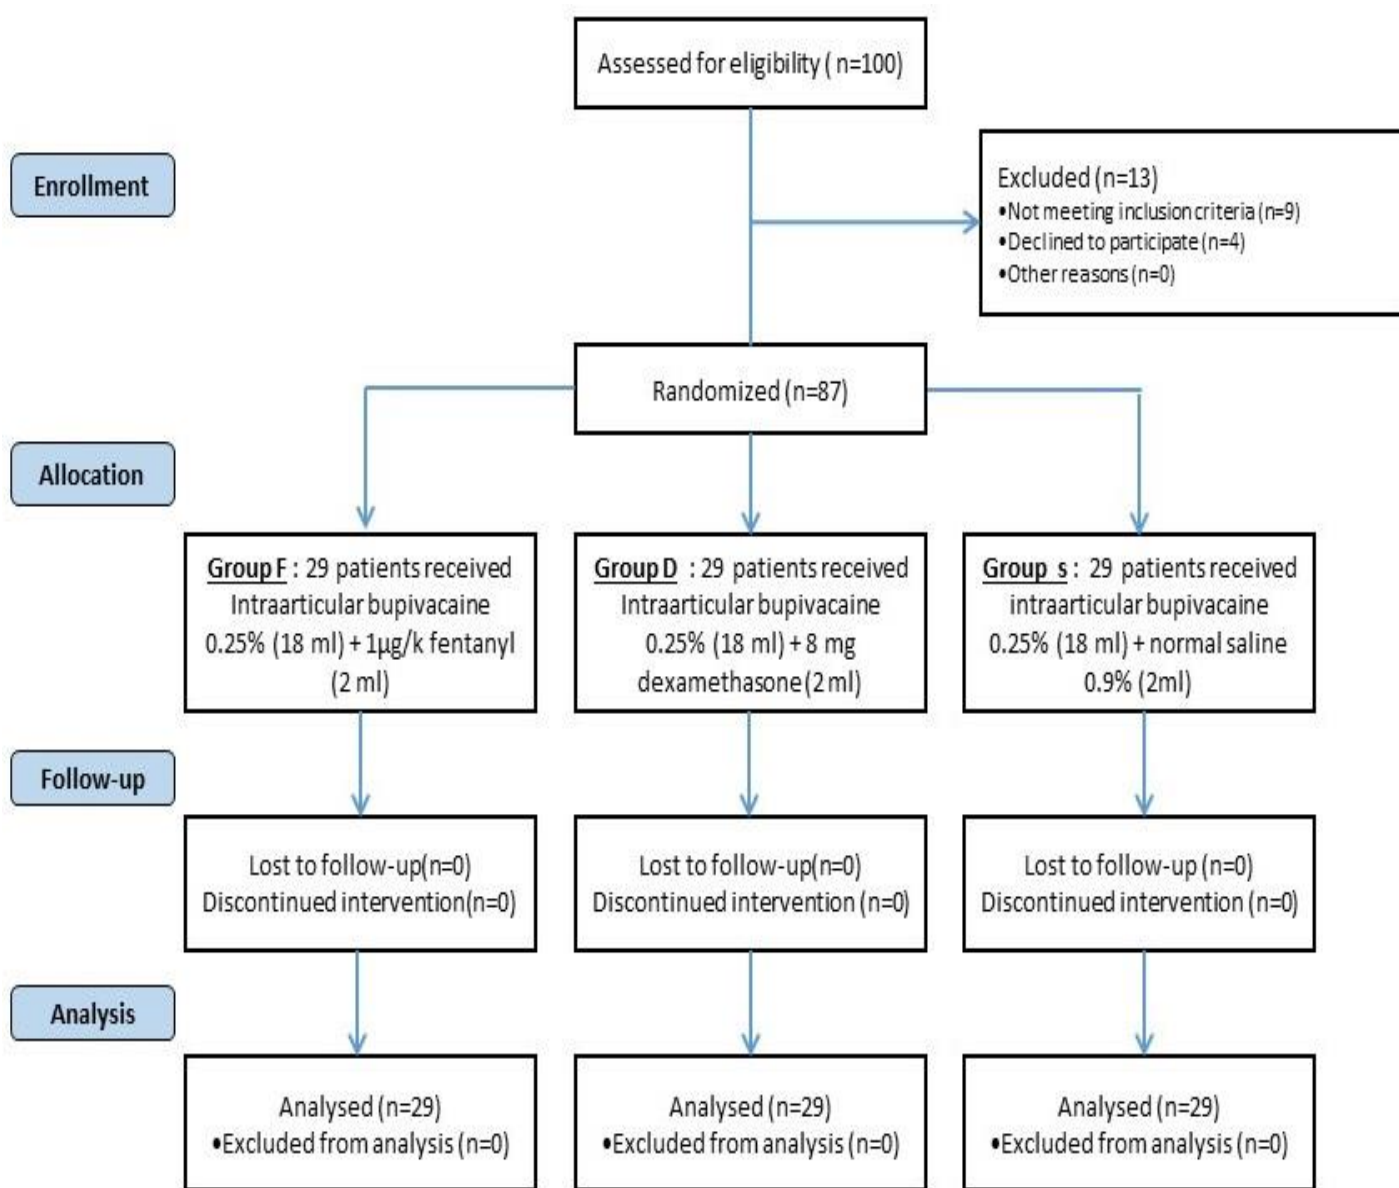 Assessed for eligibility ( n=100)
Enrollment
Excluded (n=13)
•Not meeting inclusion criteria (n=9)
•Declined to participate (n=4)
•Other reasons (n=0)
Randomized (n=87)
Allocation
Group F : 29 patients received
Intraarticular bupivacaine
0.25% (18 ml) + 1µg/k fentanyl
(2 ml)
Group D : 29 patients received
Intraarticular bupivacaine
0.25% (18 ml) + 8 mg
dexamethasone (2 ml)
Group s : 29 patients received
intraarticular bupivacaine
0.25% (18 ml) + normal saline
0.9% (2ml)
Follow-up
Lost to follow-up(n=0)
Discontinued intervention(n=0)
Lost to follow-up(n=0)
Discontinued intervention (n=0)
Lost to follow-up (n=0)
Discontinued intervention (n=0)
Analysis
Analysed (n=29)
•Excluded from analysis (n=0)
Analysed (n=29)
•Excluded from analysis (n=0)
Analysed (n=29)
•Excluded from analysis (n=0)